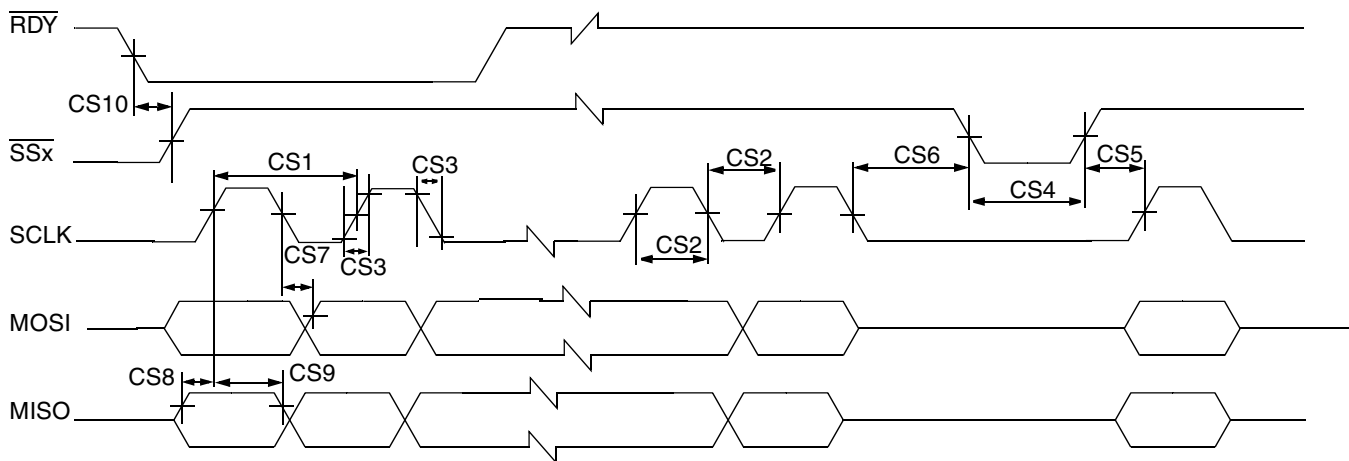 RDY
CS10
SSx
CS1
CS3
CS2
CS6
CS5
CS4
SCLK
CS7
CS3
CS2
MOSI
CS8
CS9
MISO